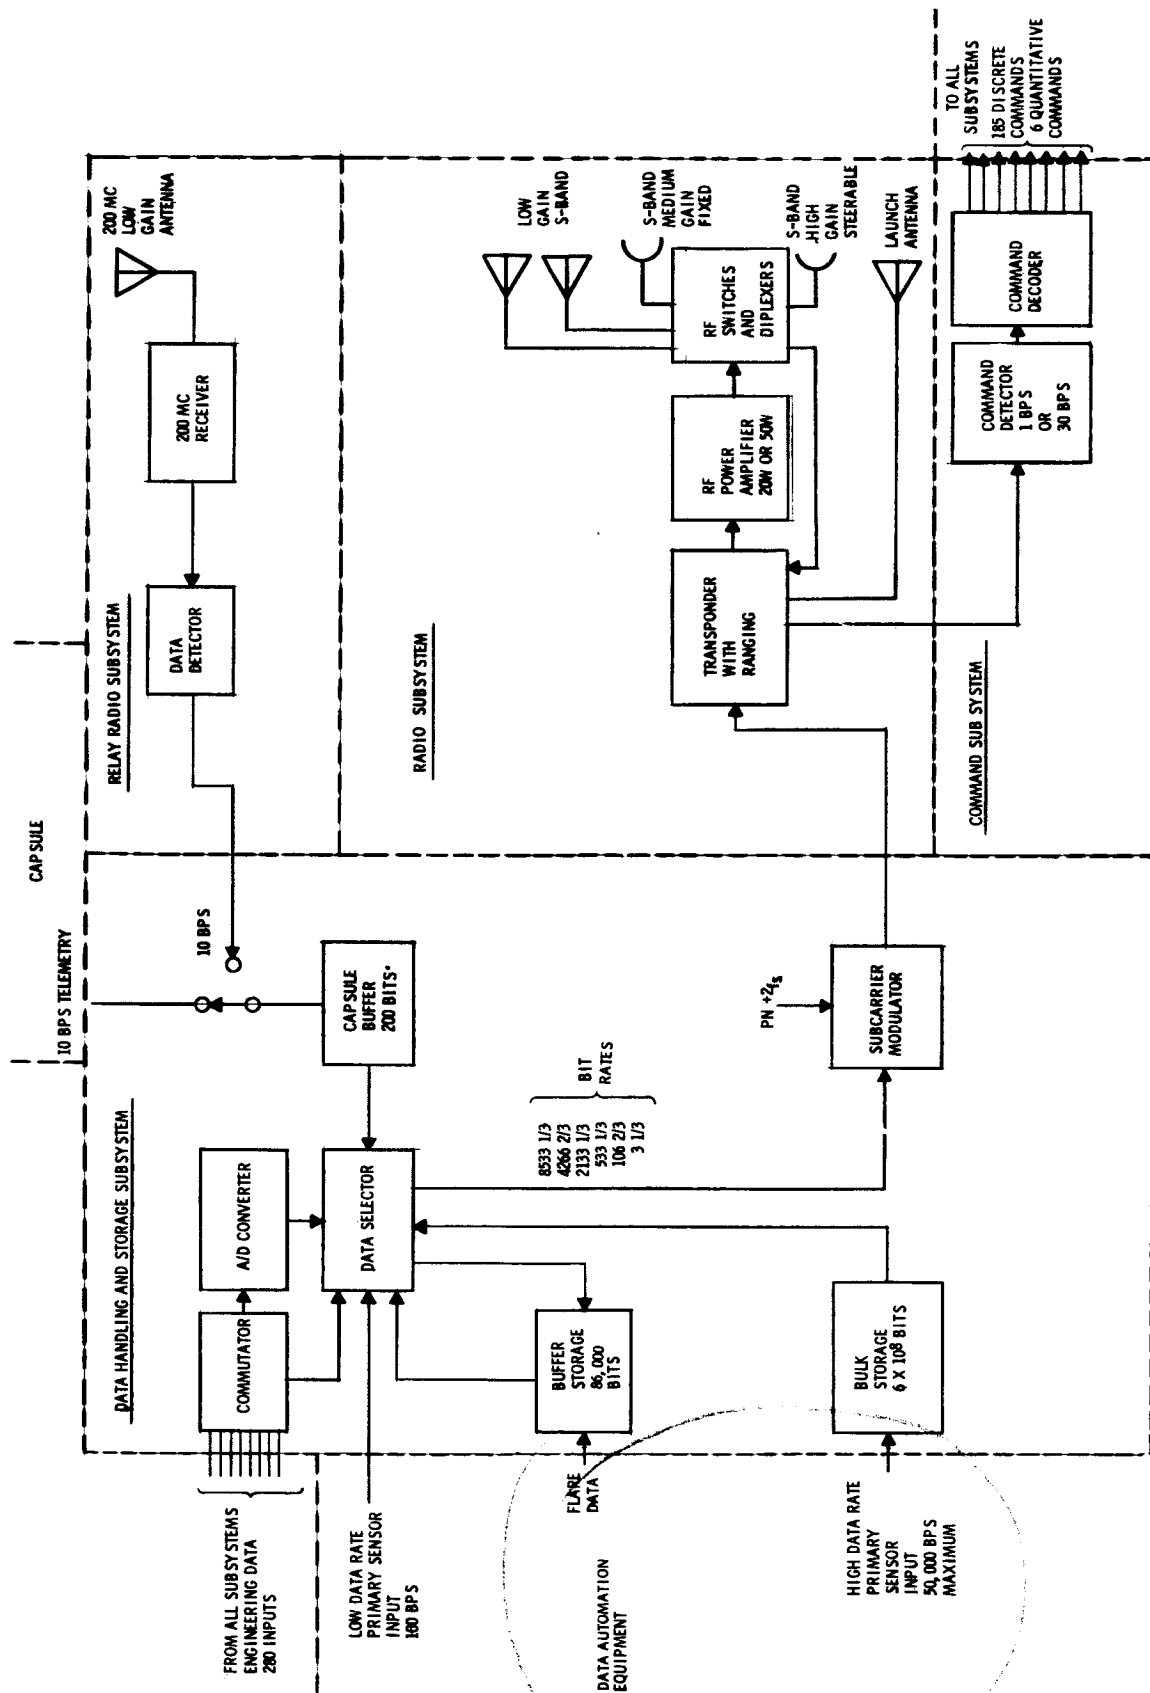 CAPSULE
10 BPS TELEMETRY
DATA HANDLING AND STORAGE SUBSYSTEM
FROM ALL SUBSYSTEMS
ENGINEERING DATA
280 INPUTS
COMMUTATOR
A/D CONVERTER
LOW DATA RATE
PRIMARY SENSOR
INPUT
160 BPS
DATA SELECTOR
CAPSULE
BUFFER
200 BITS
10 BPS
DATA AUTOMATION
EQUIPMENT
FLARE
DATA
BUFFER
STORAGE
86,000
BITS
8533 1/3
4266 2/3
2133 1/3
533 1/3
106 2/3
3 1/3
BIT
RATES
HIGH DATA RATE
PRIMARY
SENSOR
INPUT
50,000 BPS
MAXIMUM
BULK
STORAGE
6 X 10⁸ BITS
PN + 2fs
SUBCARRIER
MODULATOR
RELAY RADIO SUBSYSTEM
DATA
DETECTOR
200 MC
RECEIVER
200 MC
LOW
GAIN
ANTENNA
RADIO SUBSYSTEM
TRANSPONDER
WITH
RANGING
RF
POWER
AMPLIFIER
20W OR 50W
RF
SWITCHES
AND
DIPLEXERS
LOW
GAIN
S-BAND
S-BAND
MEDIUM
GAIN
FIXED
S-BAND
HIGH
GAIN
STEERABLE
LAUNCH
ANTENNA
COMMAND SUB SYSTEM
COMMAND
DETECTOR
1 BPS
OR
30 BPS
COMMAND
DECODER
TO ALL
SUBSYSTEMS
185 DISCRETE
COMMANDS
6 QUANTITATIVE
COMMANDS